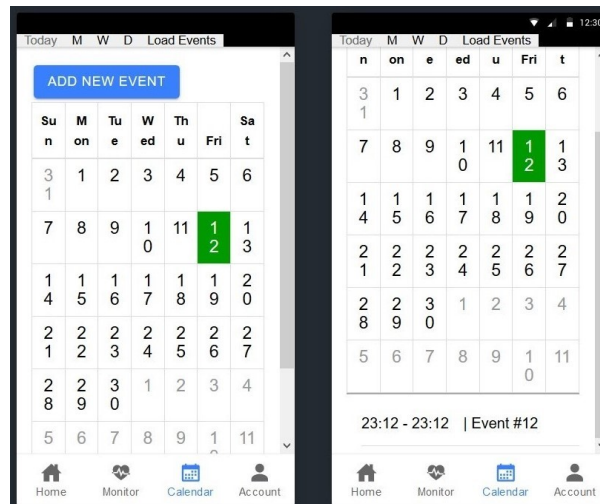 Today M W D Load Events
ADD NEW EVENT
Su M Tu W Th Sa
n on e ed u Fri t
3 1 2 3 4 5 6
1
7 8 9 1 11 1 1
0 2 3
1 1 1 1 1 1 2
4 5 6 7 8 9 0
2 2 2 2 2 2 2
1 2 3 4 5 6 7
2 2 3 1 2 3 4
8 9 0
5 6 7 8 9 1 11
Home Monitor Calendar Account
12:30
Today M W D Load Events
n on e ed u Fri t
3 1 2 3 4 5 6
1
7 8 9 1 11 1 1
0 2 3
1 1 1 1 1 1 2
4 5 6 7 8 9 0
2 2 2 2 2 2 2
1 2 3 4 5 6 7
2 2 3 1 2 3 4
8 9 0
5 6 7 8 9 1 11
0
23:12 - 23:12 | Event #12
Home Monitor Calendar Account